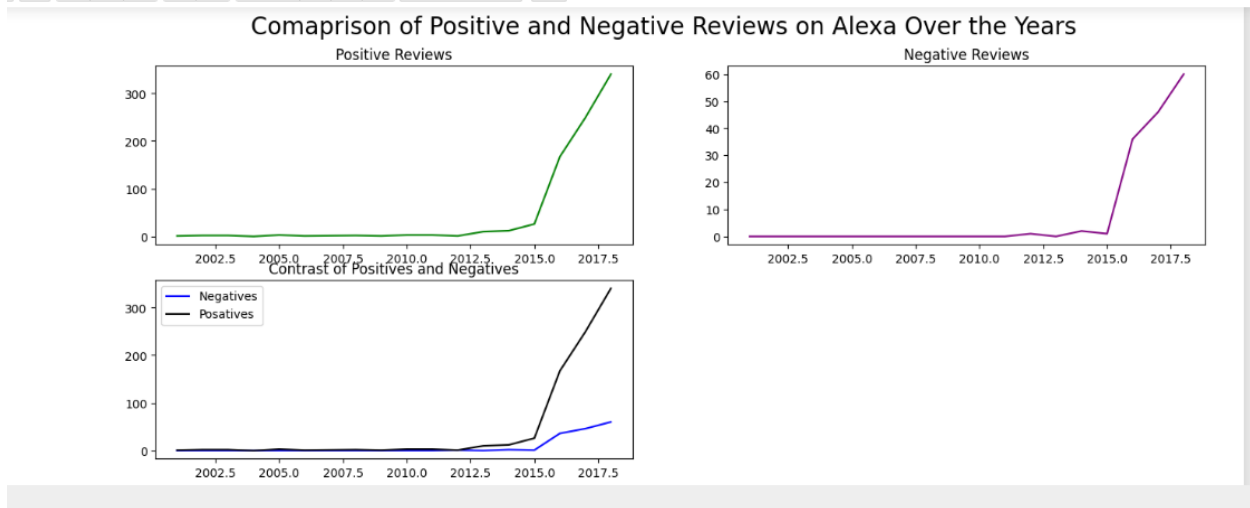 Comaprison of Positive and Negative Reviews on Alexa Over the Years
Positive Reviews
300
200
100
0
2002.5 2005.0 2007.5 2010.0 2012.5 2015.0 2017.5
Negative Reviews
60
50
40
30
20
10
0
2002.5 2005.0 2007.5 2010.0 2012.5 2015.0 2017.5
Contrast of Positives and Negatives
Negatives
Posatives
300
200
100
0
2002.5 2005.0 2007.5 2010.0 2012.5 2015.0 2017.5